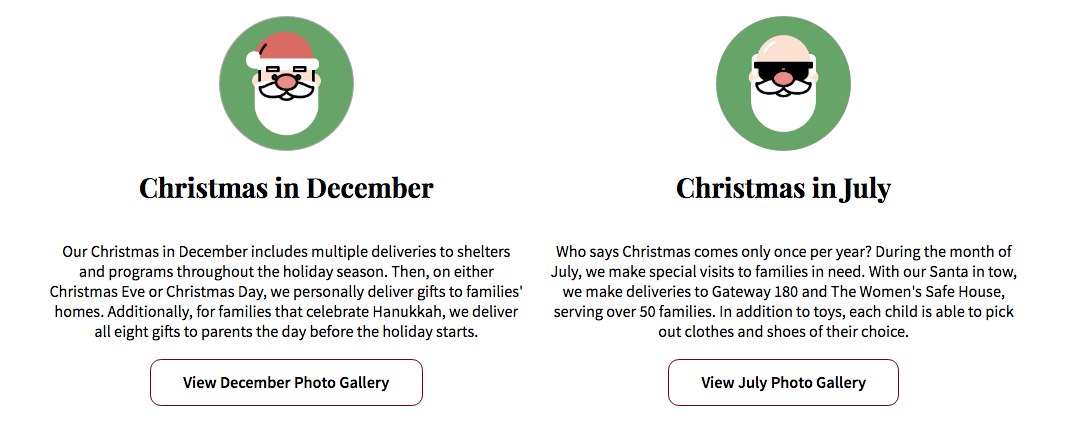 Christmas in December
Our Christmas in December includes multiple deliveries to shelters
and programs throughout the holiday season. Then, on either
Christmas Eve or Christmas Day, we personally deliver gifts to families'
homes. Additionally, for families that celebrate Hanukkah, we deliver
all eight gifts to parents the day before the holiday starts.
View December Photo Gallery
Christmas in July
Who says Christmas comes only once per year? During the month of
July, we make special visits to families in need. With our Santa in tow,
we make deliveries to Gateway 180 and The Women's Safe House,
serving over 50 families. In addition to toys, each child is able to pick
out clothes and shoes of their choice.
View July Photo Gallery